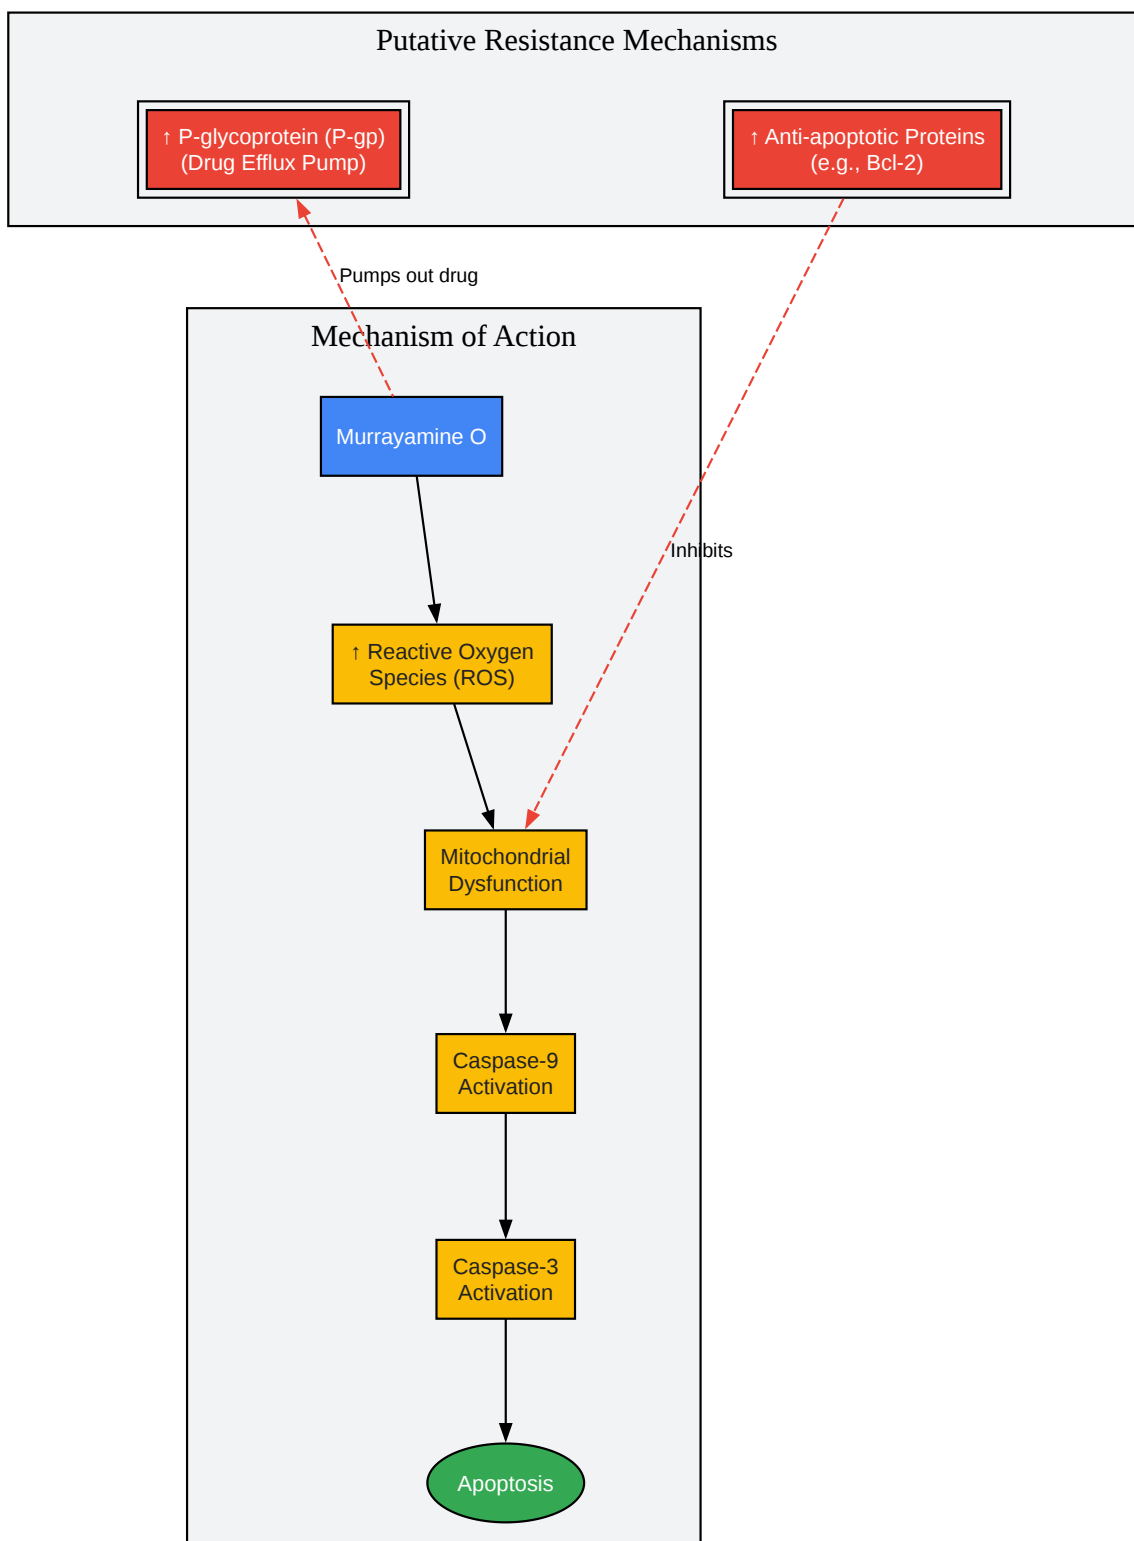 Putative Resistance Mechanisms
↑ P-glycoprotein (P-gp)
(Drug Efflux Pump)
↑ Anti-apoptotic Proteins
(e.g., Bcl-2)
Pumps out drug
Mechanism of Action
Murrayamine O
Inhibits
↑ Reactive Oxygen
Species (ROS)
Mitochondrial
Dysfunction
Caspase-9
Activation
Caspase-3
Activation
Apoptosis